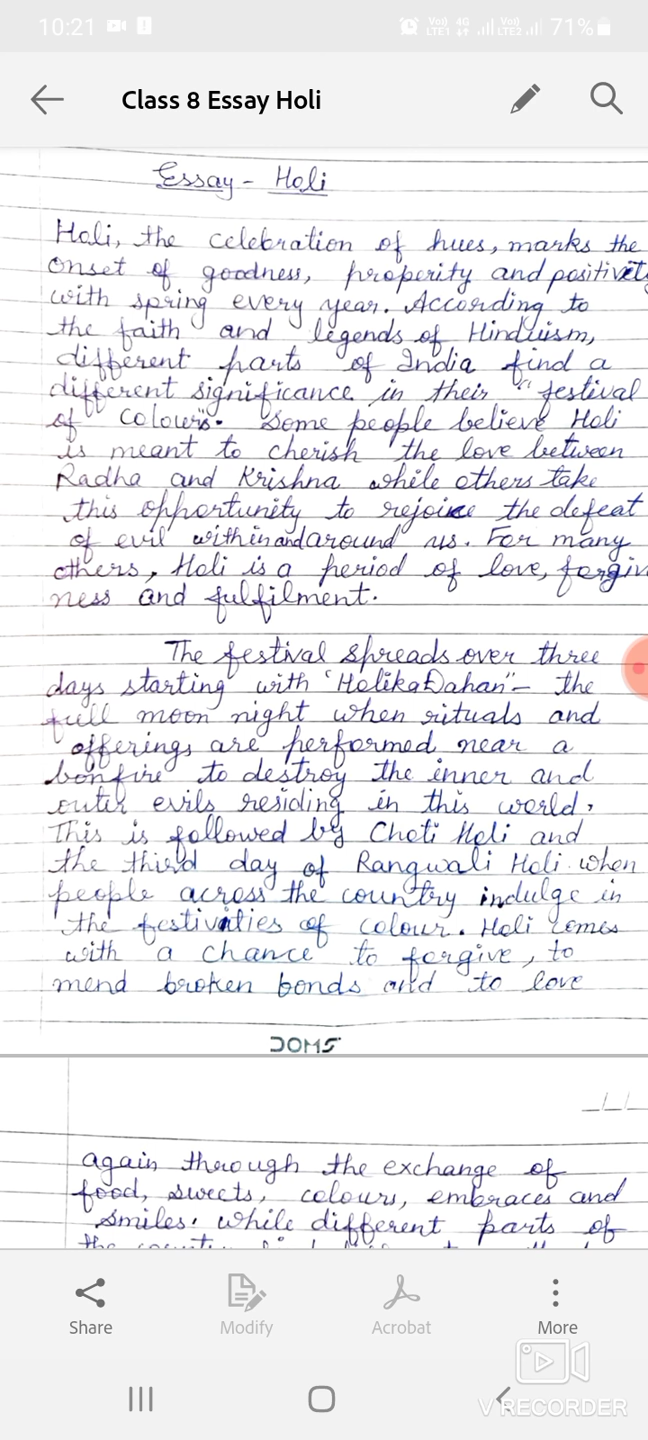 10:21
Vo) LTE1 4G Vo) LTE2 71%
Class 8 Essay Holi
Essay - Holi
Holi, the celebration of hues, marks the
onset of goodness, properity and positivity
with spring every year. According to
the faith and legends of Hinduism,
different parts of India find a
different significance in their "festival
of colours". Some people believe Holi
is meant to cherish the love between
Radha and Krishna while others take
this opportunity to rejoice the defeat
of evil within and around us. For many
others, Holi is a period of love, forgiv
ness and fulfilment.
The festival spreads over three
days starting with "Holika Dahan" - the
full moon night when rituals and
offerings are performed near a
bonfire to destroy the inner and
outer evils residing in this world.
This is followed by Choti Holi and
the third day of Rangwali Holi when
people across the country indulge in
the festivities of colour. Holi comes
with a chance to forgive, to
mend broken bonds and to love
DOMS
again through the exchange of
food, sweets, colours, embraces and
smiles. While different parts of
the
Share
Modify
Acrobat
More
V RECORDER